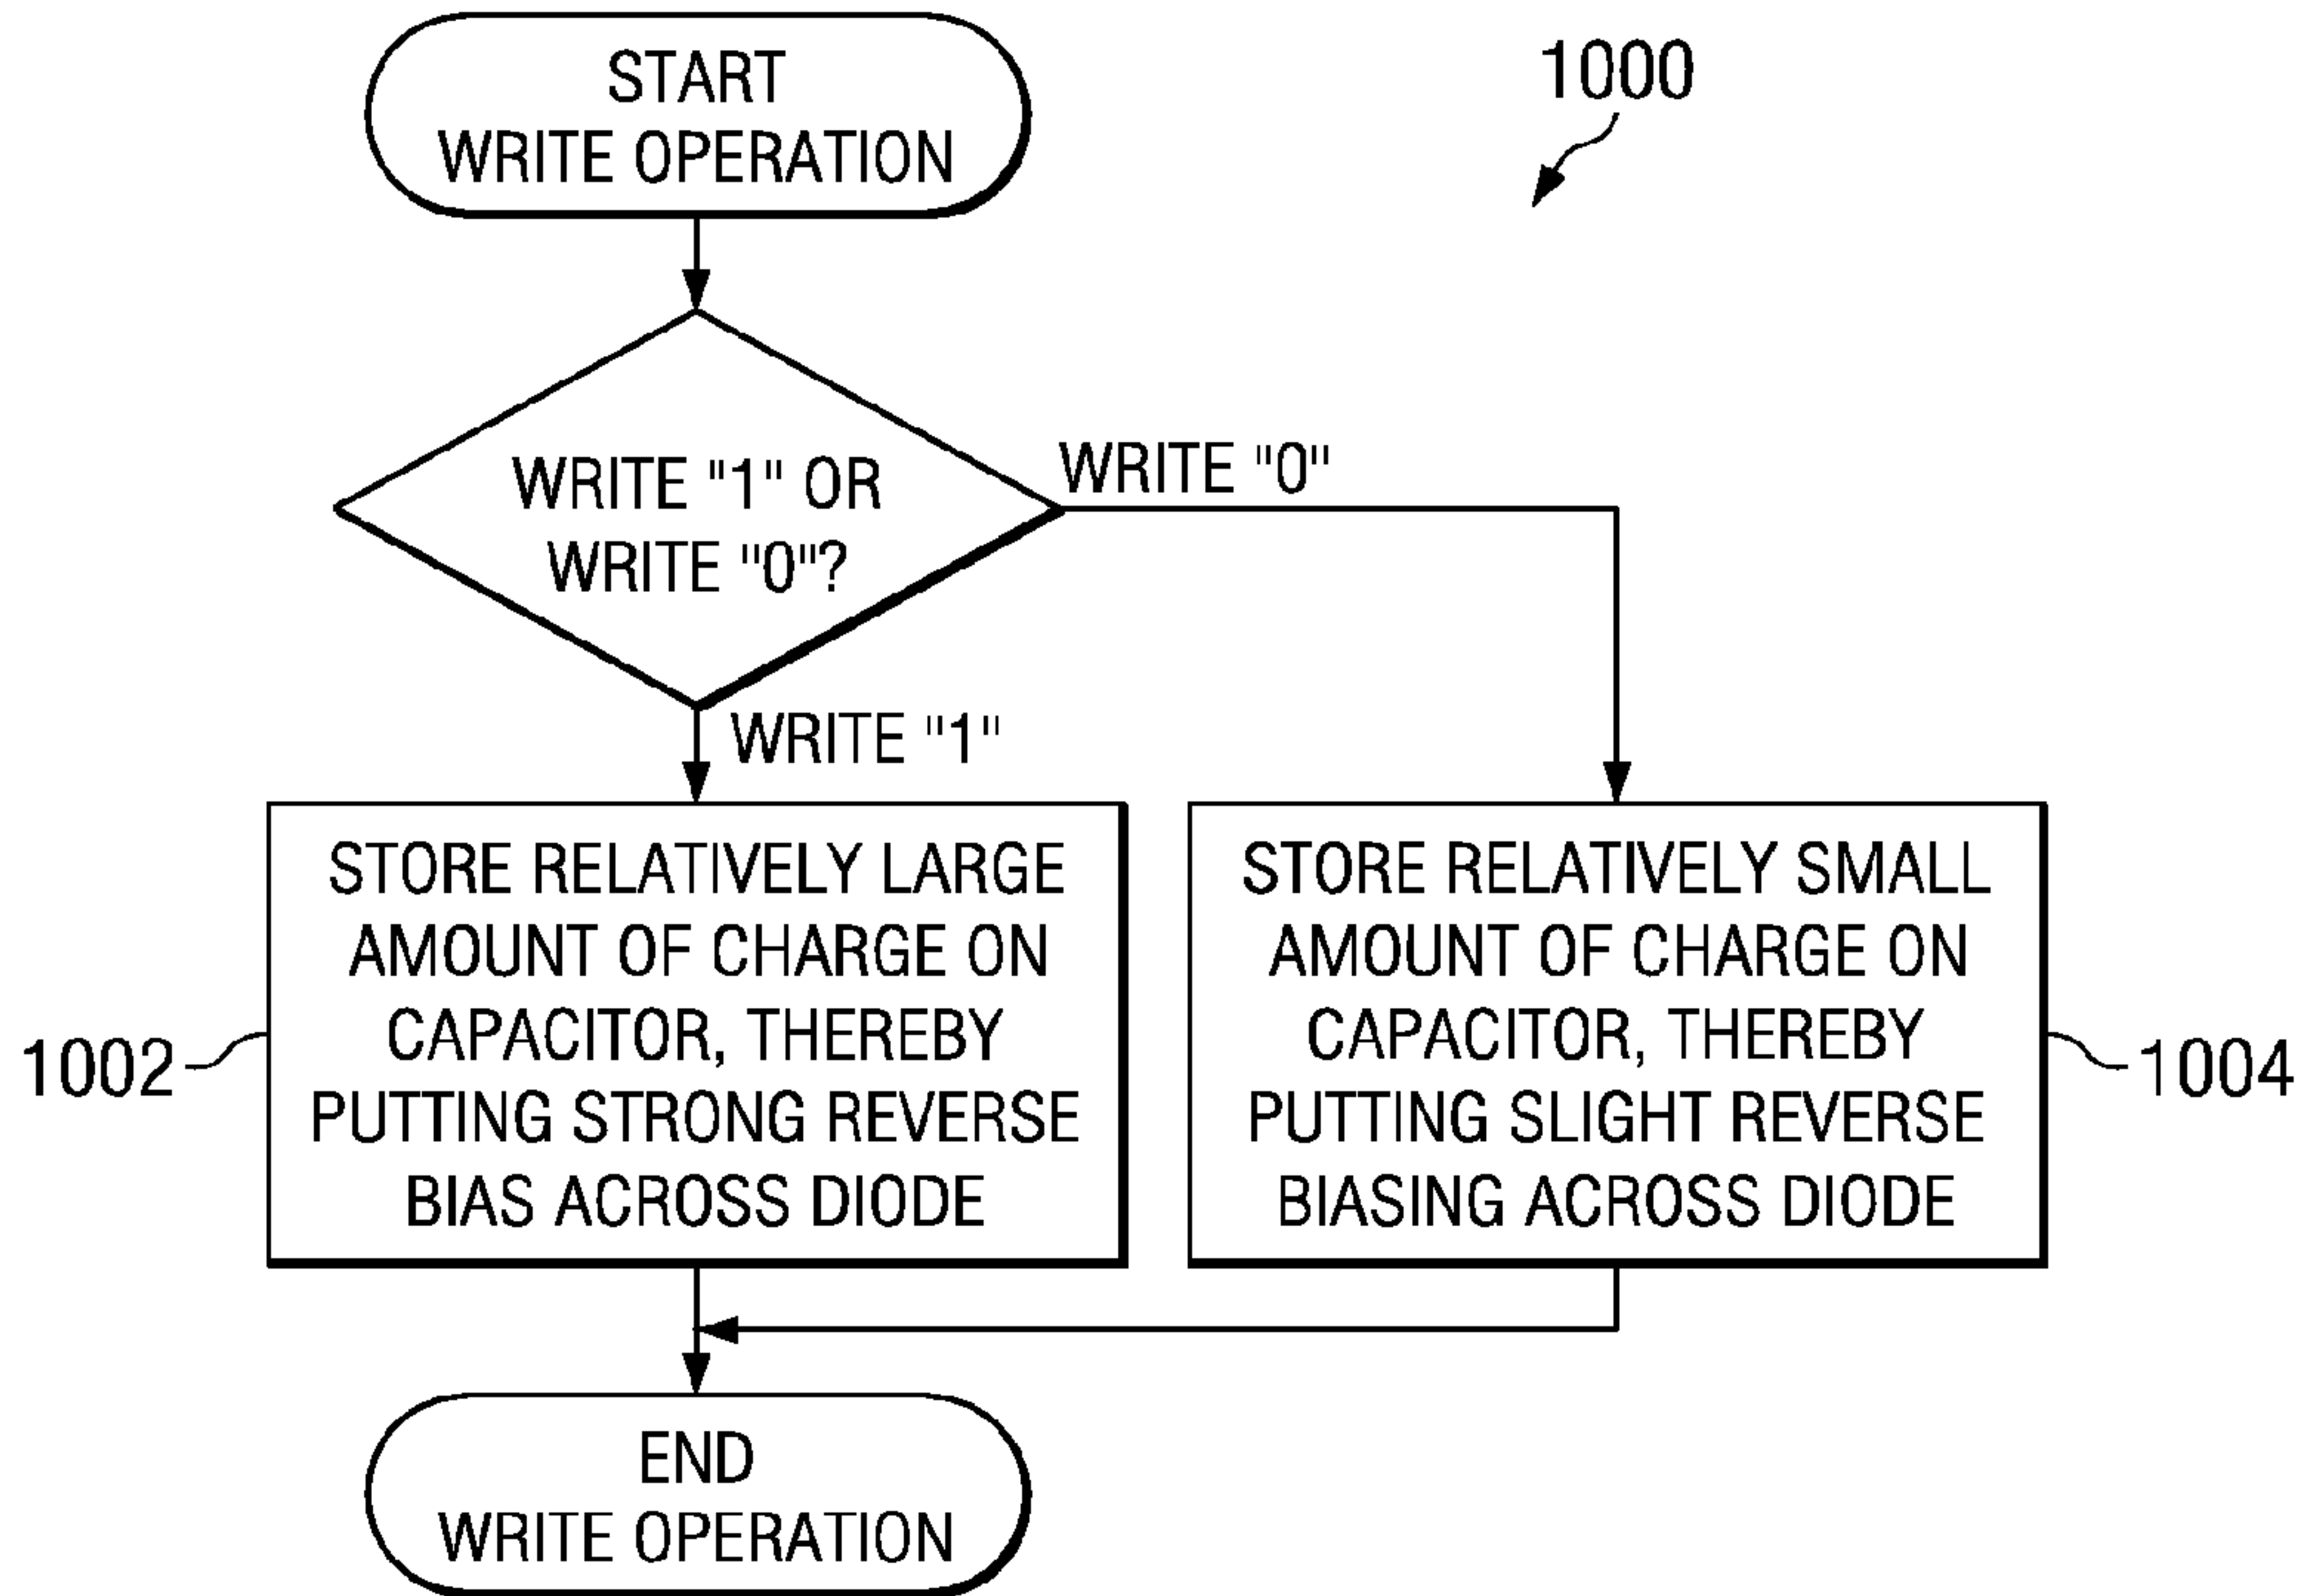 START
WRITE OPERATION
1000
WRITE "1" OR
WRITE "0"?
WRITE "0"
WRITE "1"
STORE RELATIVELY LARGE
AMOUNT OF CHARGE ON
CAPACITOR, THEREBY
PUTTING STRONG REVERSE
BIAS ACROSS DIODE
1002
STORE RELATIVELY SMALL
AMOUNT OF CHARGE ON
CAPACITOR, THEREBY
PUTTING SLIGHT REVERSE
BIASING ACROSS DIODE
1004
END
WRITE OPERATION